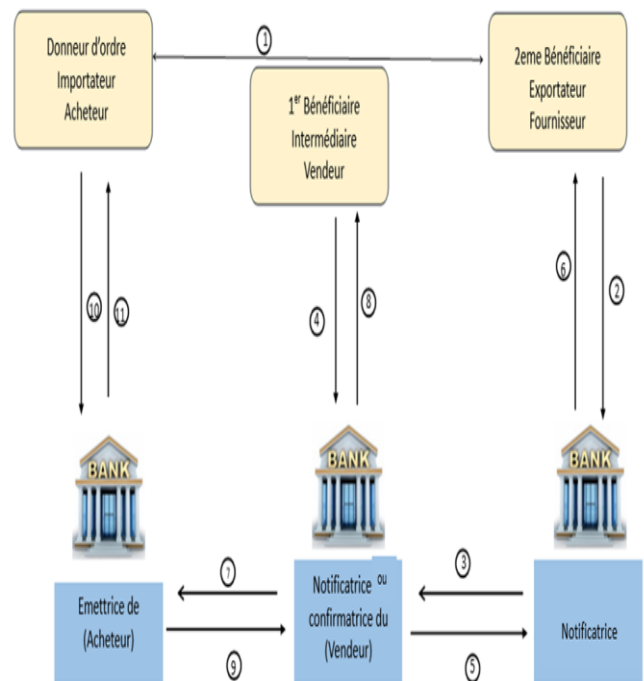 Donneur d'ordre
Importateur
Acheteur
1
1er Bénéficiaire
Intermédiaire
Vendeur
2eme Bénéficiaire
Exportateur
Fournisseur
10
11
4
8
6
2
BANK
BANK
BANK
Emettrice de
(Acheteur)
7
9
Notificatrice ou
confirmatrice du
(Vendeur)
3
5
Notificatrice